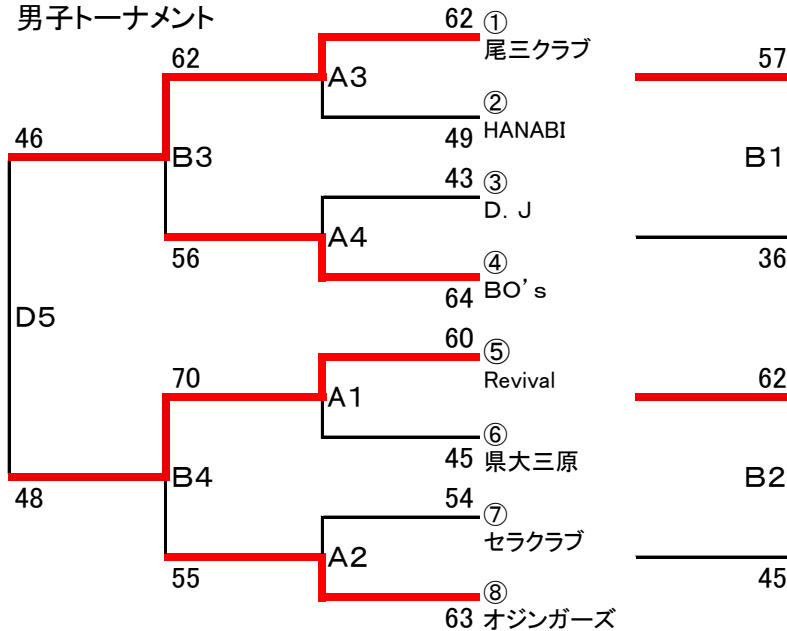 男子トーナメント
62 ①
尾三クラブ
62
57
A3
②
HANABI
49
46
B3
B1
43 ③
D. J
A4
56
36
④
BO's
64
D5
60 ⑤
Revival
70
62
A1
⑥
45 県大三原
48
B4
B2
54 ⑦
セラクラブ
A2
55
45
⑧
63 オジンガーズ